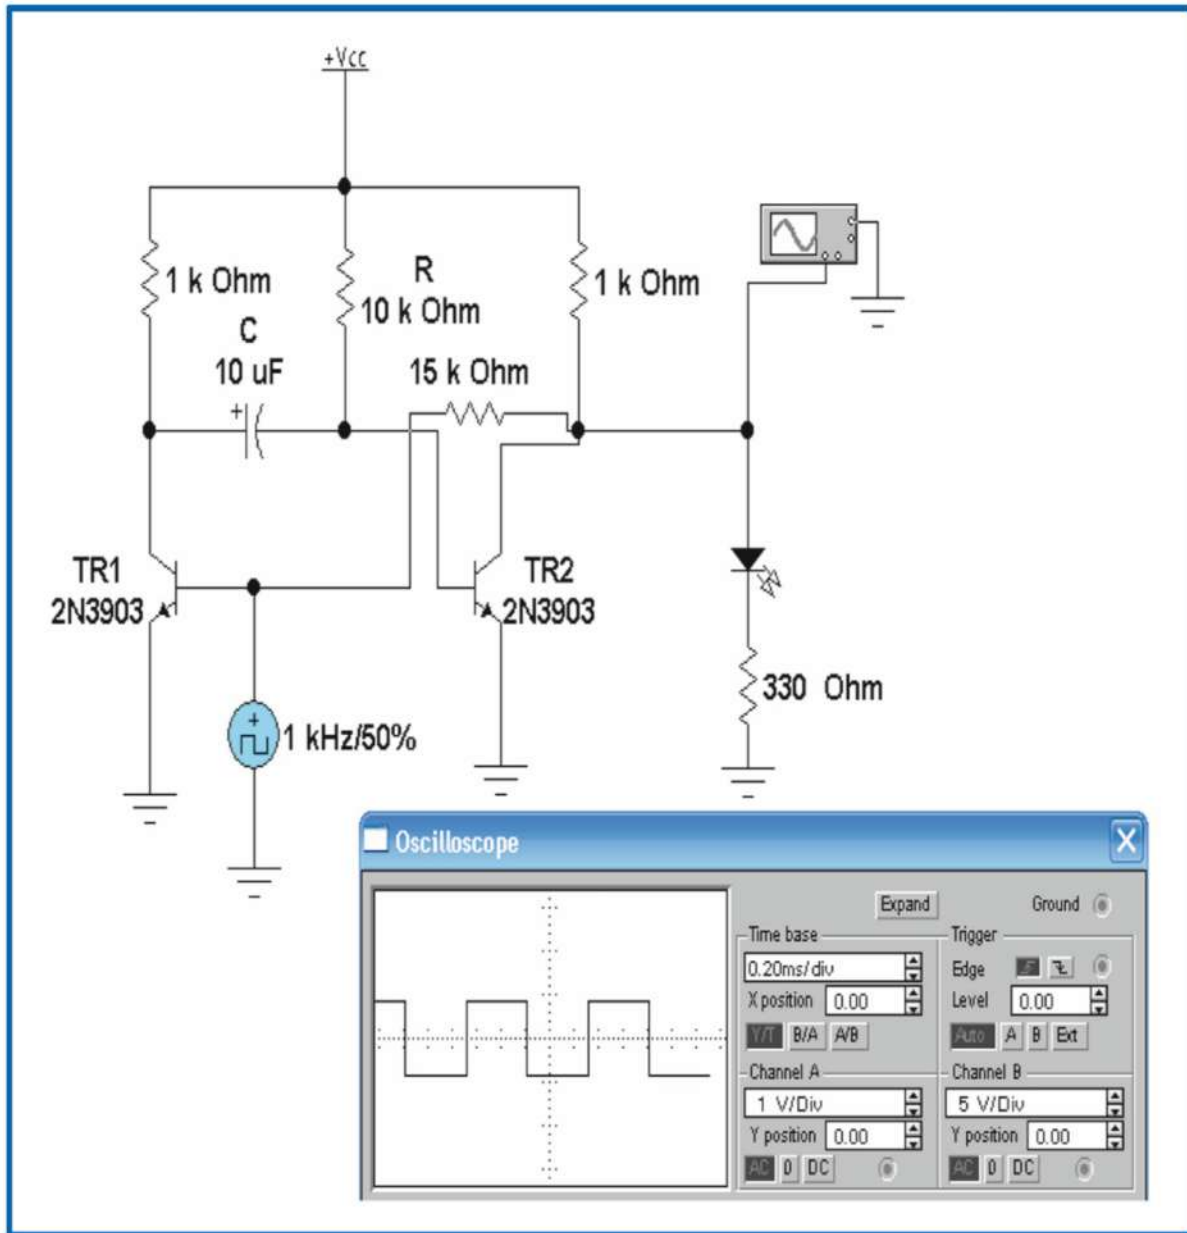 +Vcc
1 k Ohm
R
10 k Ohm
1 k Ohm
C
10 uF
+
15 k Ohm
TR1
2N3903
TR2
2N3903
330 Ohm
+
1 kHz/50%
Oscilloscope
X
Expand
Ground
Time base
Trigger
0.20ms/div
Edge
X position 0.00
Level 0.00
Y/T B/A A/B
Auto A B Ext
Channel A
Channel B
1 V/Div
5 V/Div
Y position 0.00
Y position 0.00
AC 0 DC
AC 0 DC